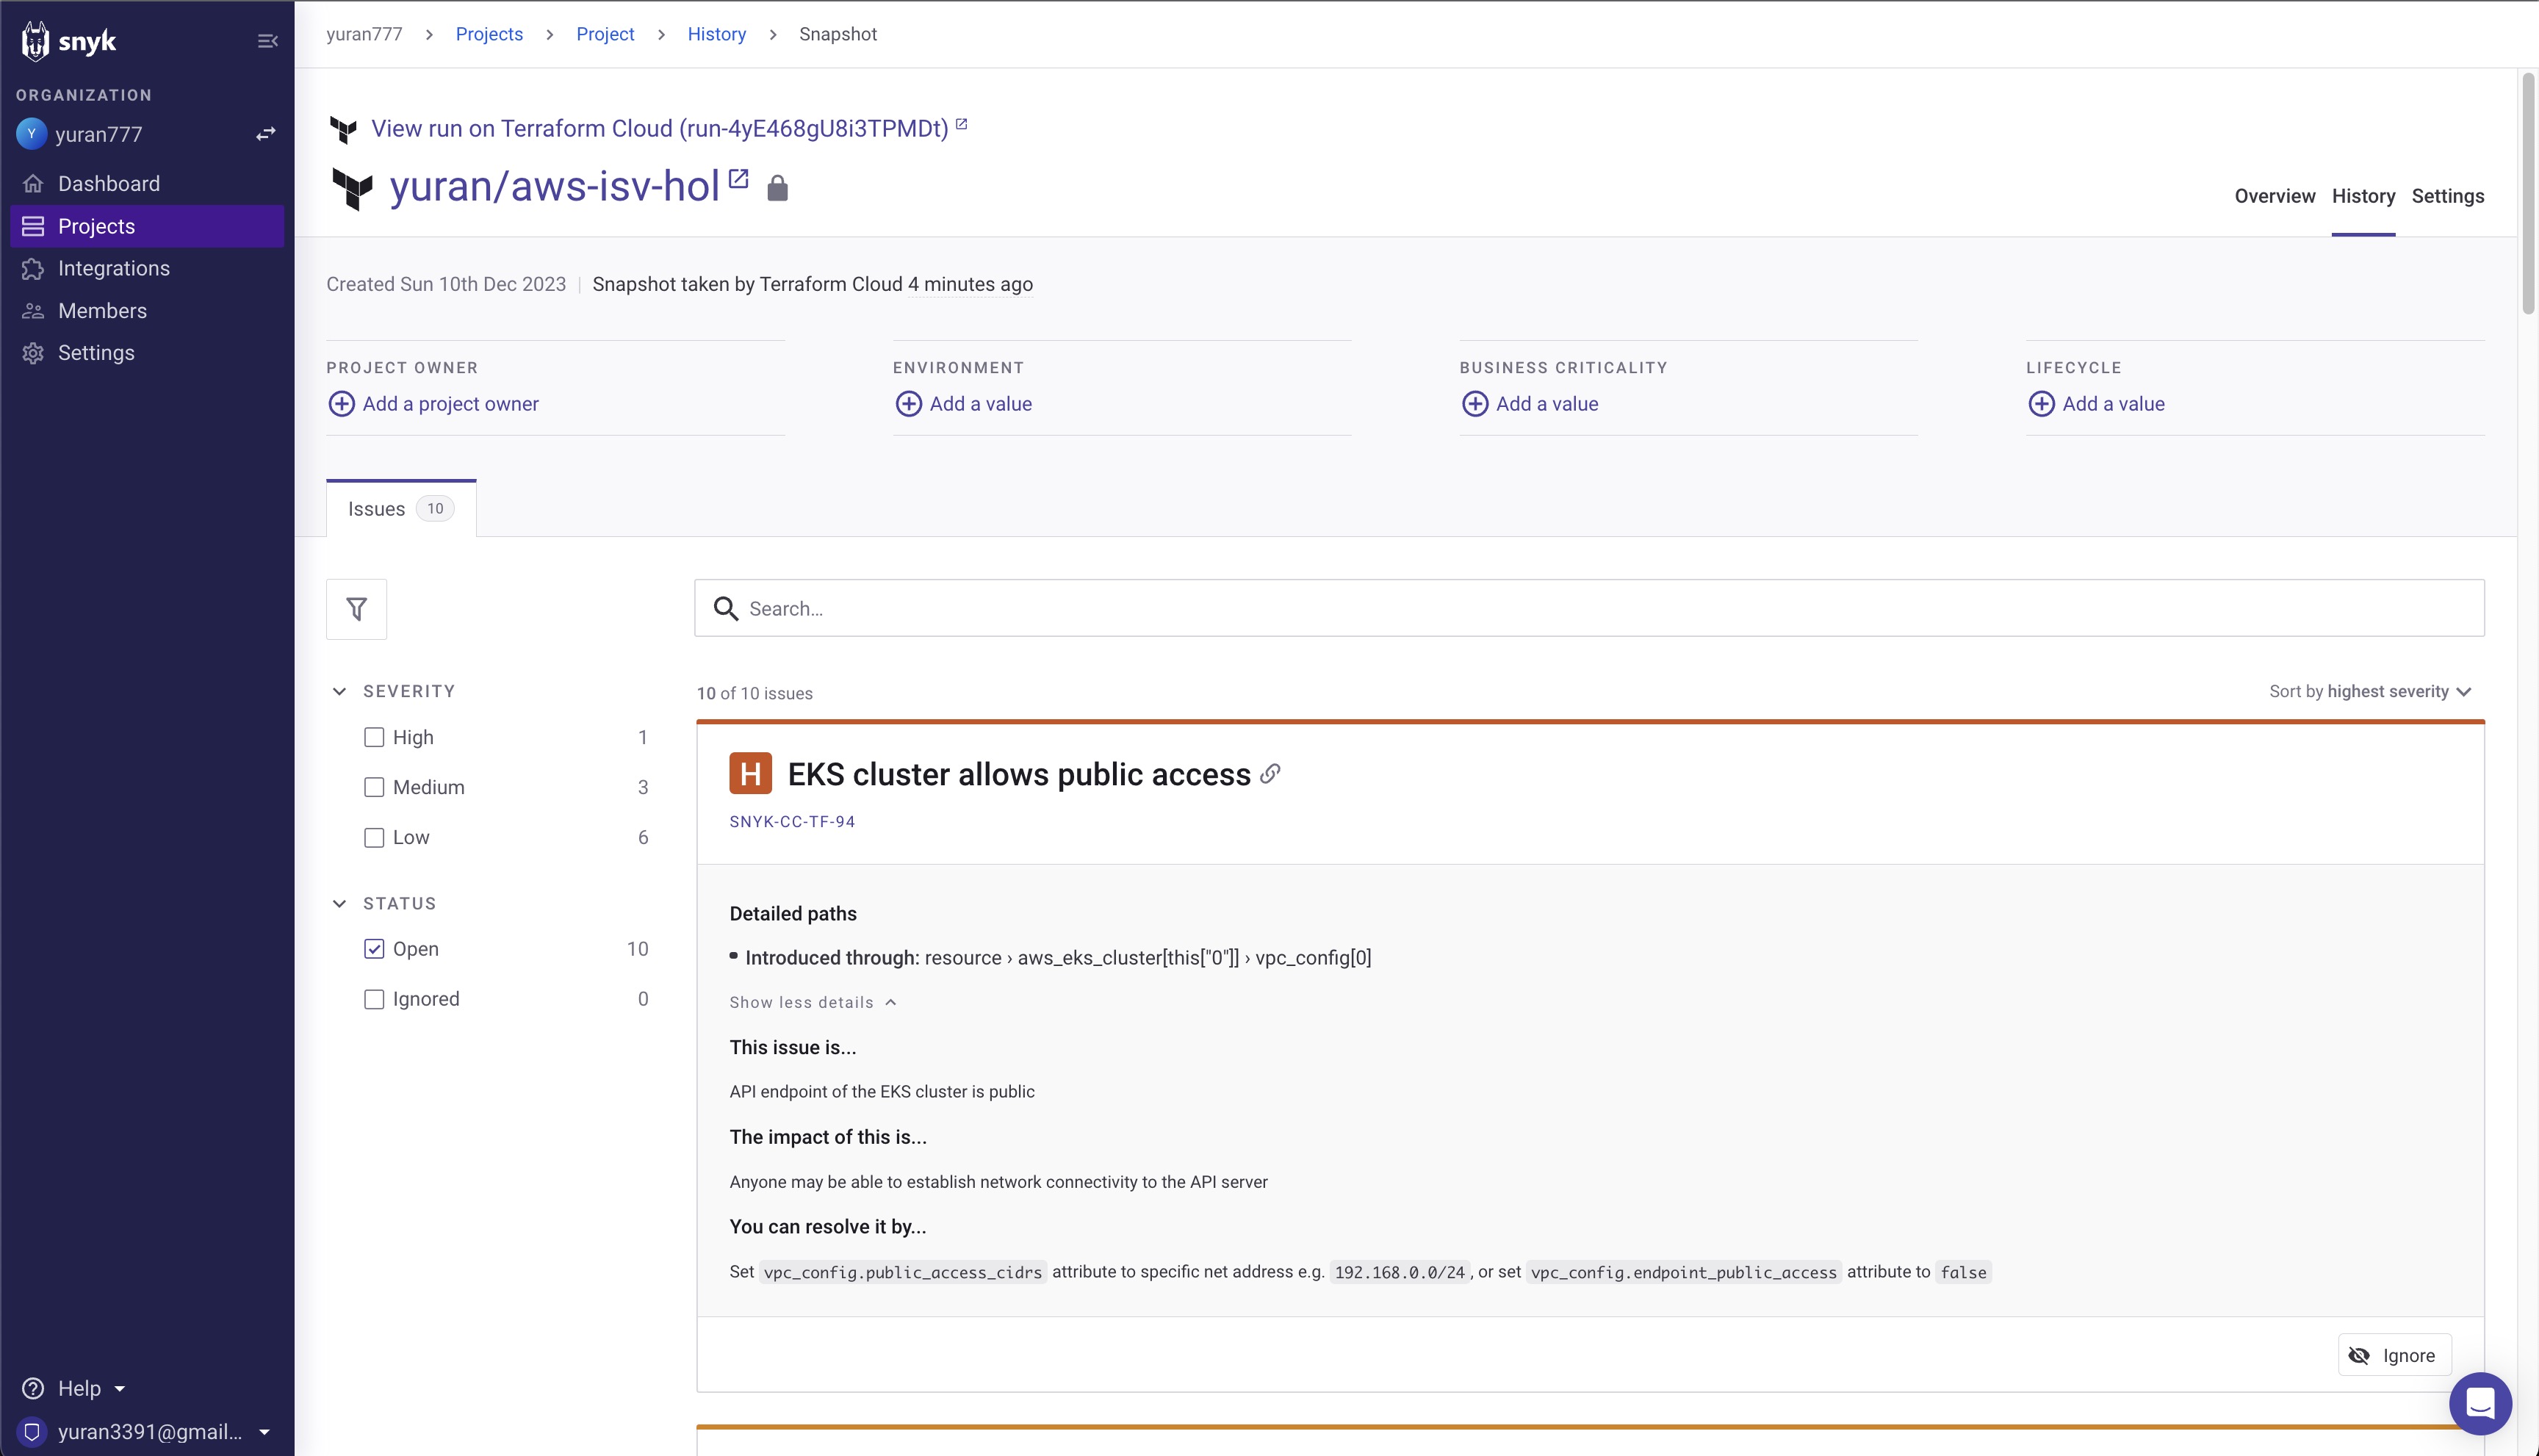 snyk
ORGANIZATION
Y yuran777
Dashboard
Projects
Integrations
Members
Settings
Help
yuran3391@gmail...
yuran777 > Projects > Project > History > Snapshot
View run on Terraform Cloud (run-4yE468gU8i3TPMDt)
yuran/aws-isv-hol
Overview History Settings
Created Sun 10th Dec 2023 | Snapshot taken by Terraform Cloud 4 minutes ago
PROJECT OWNER
Add a project owner
ENVIRONMENT
Add a value
BUSINESS CRITICALITY
Add a value
LIFECYCLE
Add a value
Issues 10
Search...
SEVERITY
High 1
Medium 3
Low 6
STATUS
Open 10
Ignored 0
10 of 10 issues
Sort by highest severity
H EKS cluster allows public access
SNYK-CC-TF-94
Detailed paths
• Introduced through: resource › aws_eks_cluster[this["0"]] › vpc_config[0]
Show less details
This issue is...
API endpoint of the EKS cluster is public
The impact of this is...
Anyone may be able to establish network connectivity to the API server
You can resolve it by...
Set vpc_config.public_access_cidrs attribute to specific net address e.g. 192.168.0.0/24, or set vpc_config.endpoint_public_access attribute to false
Ignore